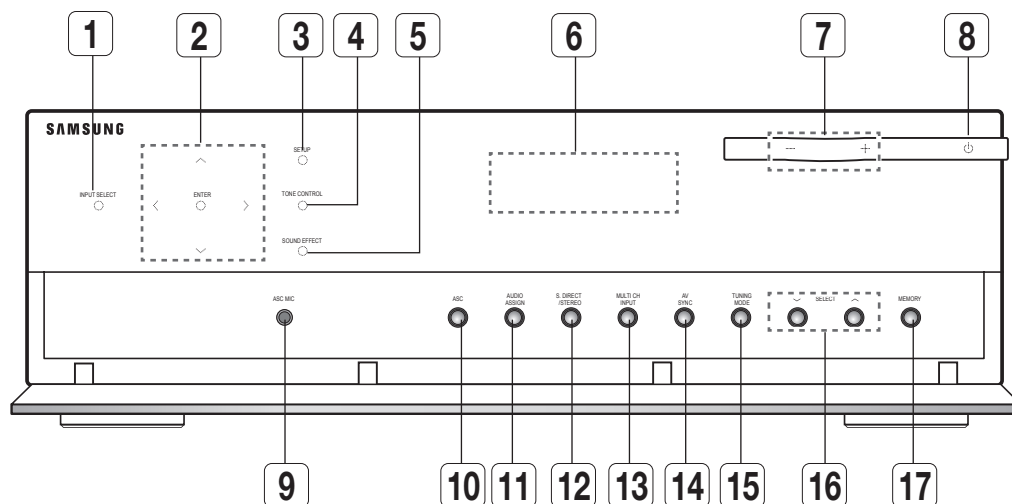 1 2 3 4 5 6 7 8
SAMSUNG
SETUP
INPUT SELECT
ENTER
TONE CONTROL
SOUND EFFECT
ASC MIC
ASC
AUDIO
ASSIGN
S. DIRECT
/STEREO
MULTI CH
INPUT
AV
SYNC
TUNING
MODE
SELECT
MEMORY
9 10 11 12 13 14 15 16 17